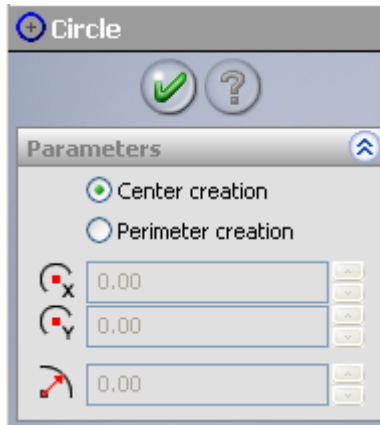 Circle
?
Parameters
Center creation
Perimeter creation
X 0.00
Y 0.00
0.00